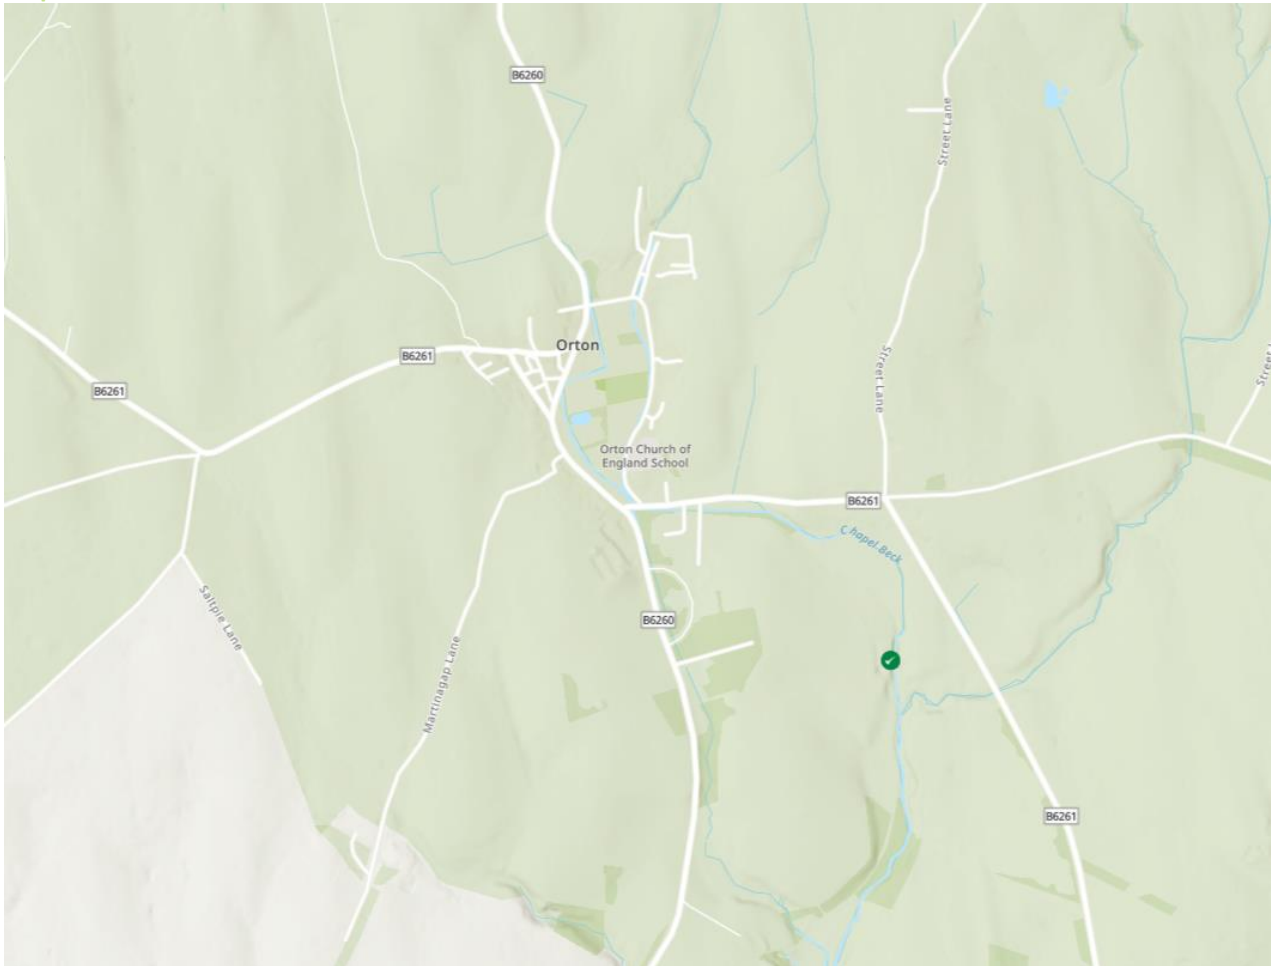 B6260
Street Lane
Orton
B6261
B6261
Street Lane
Orton Church of
England School
B6261
Chapel Beck
Saltpie Lane
B6260
Martinagap Lane
B6261